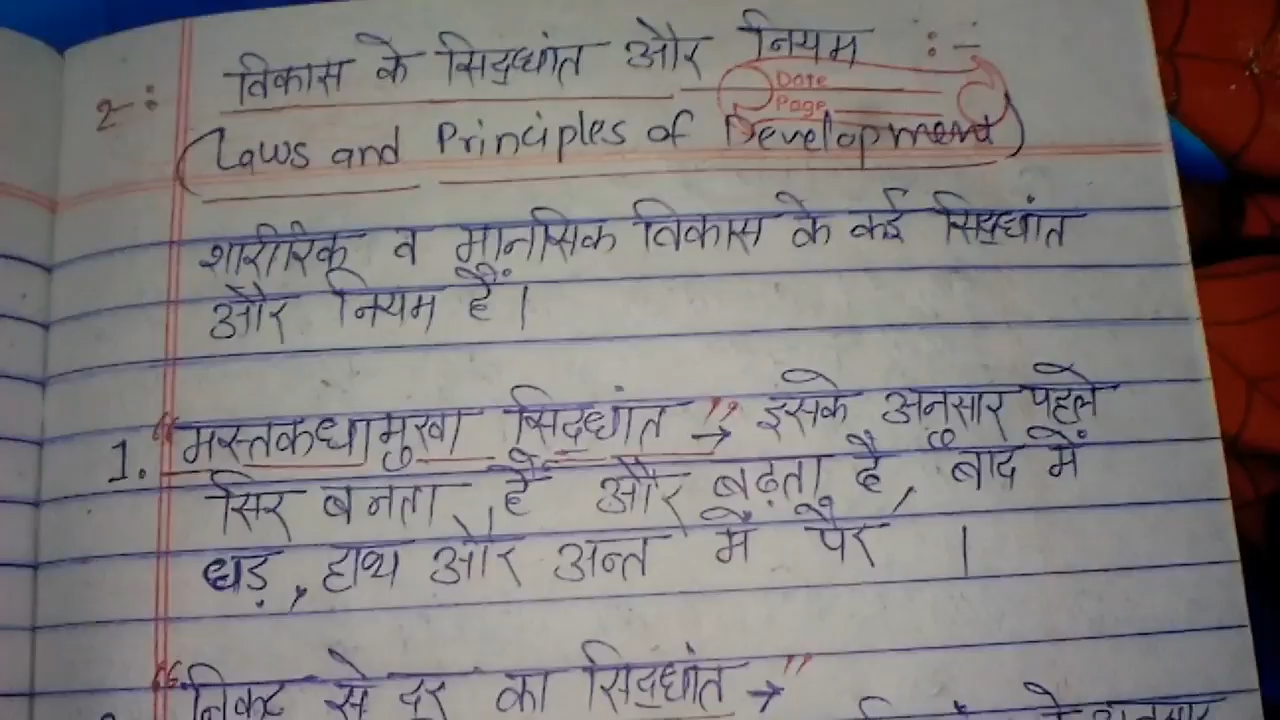 2-:
विकास के सिद्धांत और नियम :-
Date
Page
(Laws and Principles of Development)
शारीरिक व मानसिक विकास के कई सिद्धांत
और नियम हैं।
1. "मस्तकधामुखा सिद्धांत" → इसके अनुसार पहले
सिर बनता है और बढ़ता है, बाद में
धड़, हाथ और अन्त में पैर ।
"निकट से दूर का सिद्धांत → "